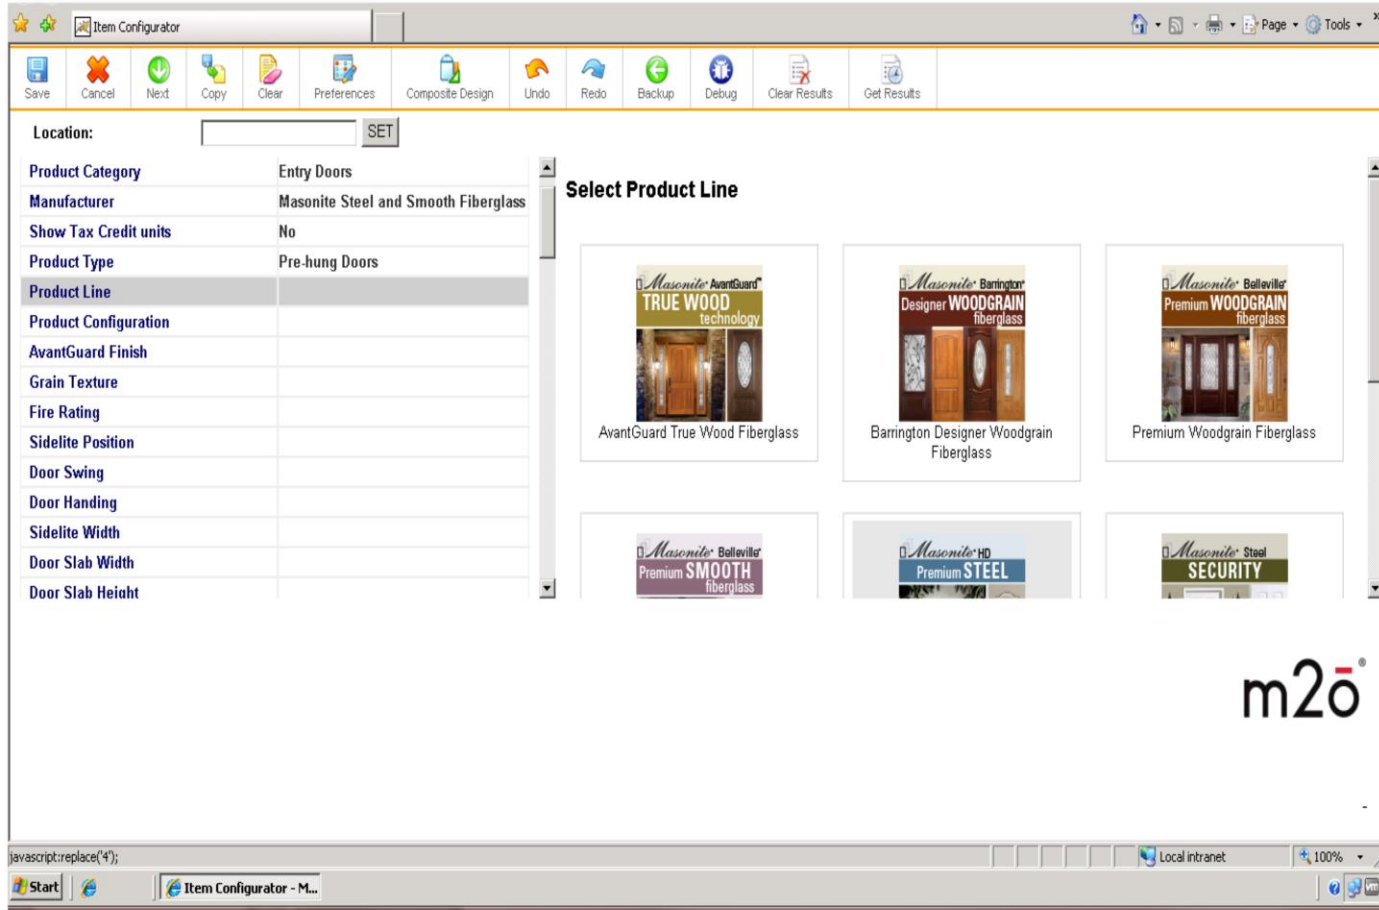 Item Configurator
Page
Tools
Save
Cancel
Next
Copy
Clear
Preferences
Composite Design
Undo
Redo
Backup
Debug
Clear Results
Get Results
Location:
SET
Product Category Entry Doors
Manufacturer Masonite Steel and Smooth Fiberglass
Show Tax Credit units No
Product Type Pre-hung Doors
Product Line
Product Configuration
AvantGuard Finish
Grain Texture
Fire Rating
Sidelite Position
Door Swing
Door Handing
Sidelite Width
Door Slab Width
Door Slab Height
Select Product Line
Masonite AvantGuard™
TRUE WOOD
technology
AvantGuard True Wood Fiberglass
Masonite Barrington
Designer WOODGRAIN
fiberglass
Barrington Designer Woodgrain
Fiberglass
Masonite Belleville
Premium WOODGRAIN
fiberglass
Premium Woodgrain Fiberglass
Masonite Belleville
Premium SMOOTH
fiberglass
Masonite HD
Premium STEEL
Masonite Steel
SECURITY
m2ō®
javascript:replace('4');
Local intranet
100%
Start
Item Configurator - M...